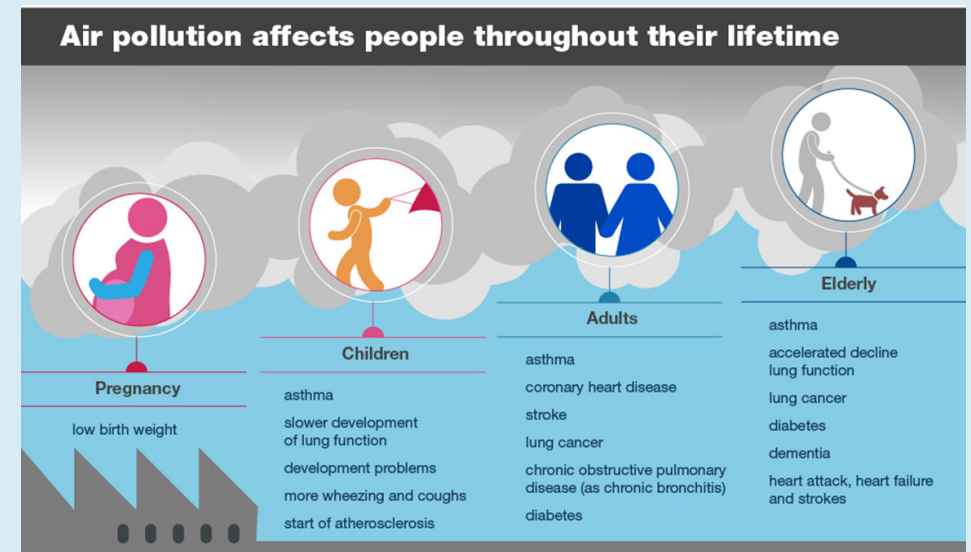 Air pollution affects people throughout their lifetime
Pregnancy
low birth weight
Children
asthma
slower development
of lung function
development problems
more wheezing and coughs
start of atherosclerosis
Adults
asthma
coronary heart disease
stroke
lung cancer
chronic obstructive pulmonary
disease (as chronic bronchitis)
diabetes
Elderly
asthma
accelerated decline
lung function
lung cancer
diabetes
dementia
heart attack, heart failure
and strokes